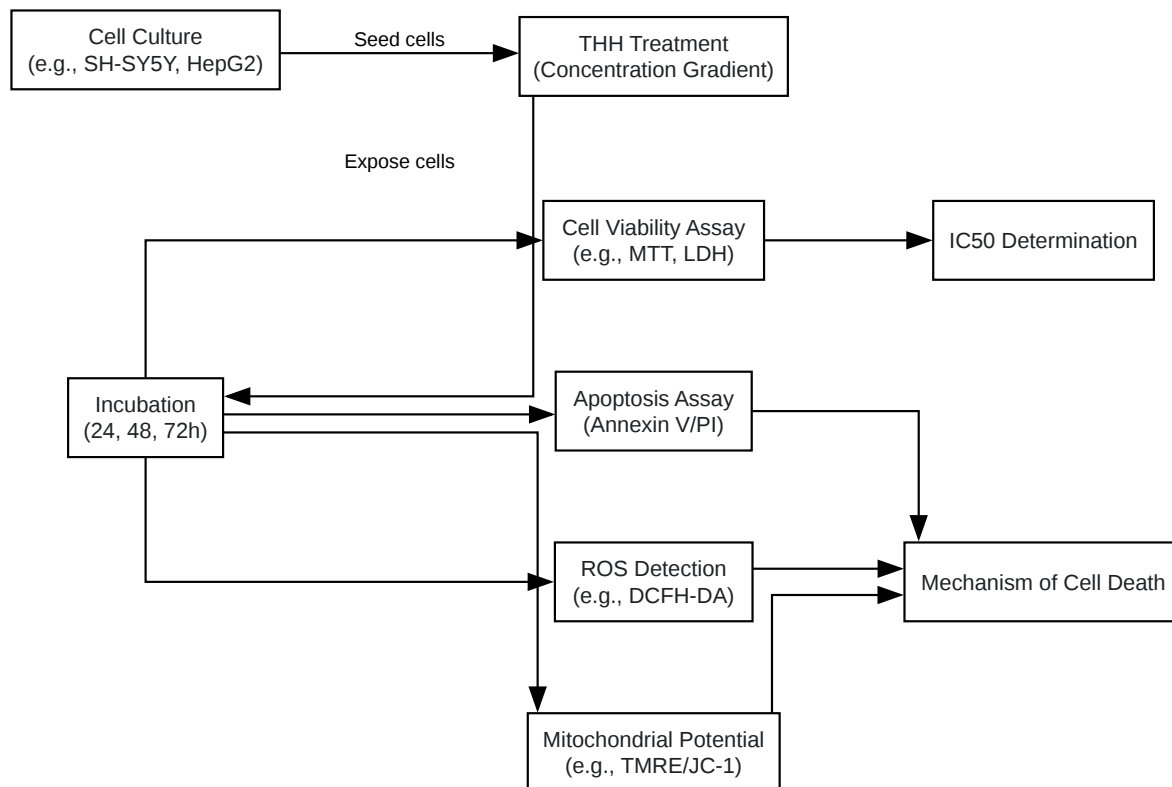 Cell Culture
(e.g., SH-SY5Y, HepG2)
Seed cells
THH Treatment
(Concentration Gradient)
Expose cells
Cell Viability Assay
(e.g., MTT, LDH)
IC50 Determination
Incubation
(24, 48, 72h)
Apoptosis Assay
(Annexin V/PI)
ROS Detection
(e.g., DCFH-DA)
Mechanism of Cell Death
Mitochondrial Potential
(e.g., TMRE/JC-1)